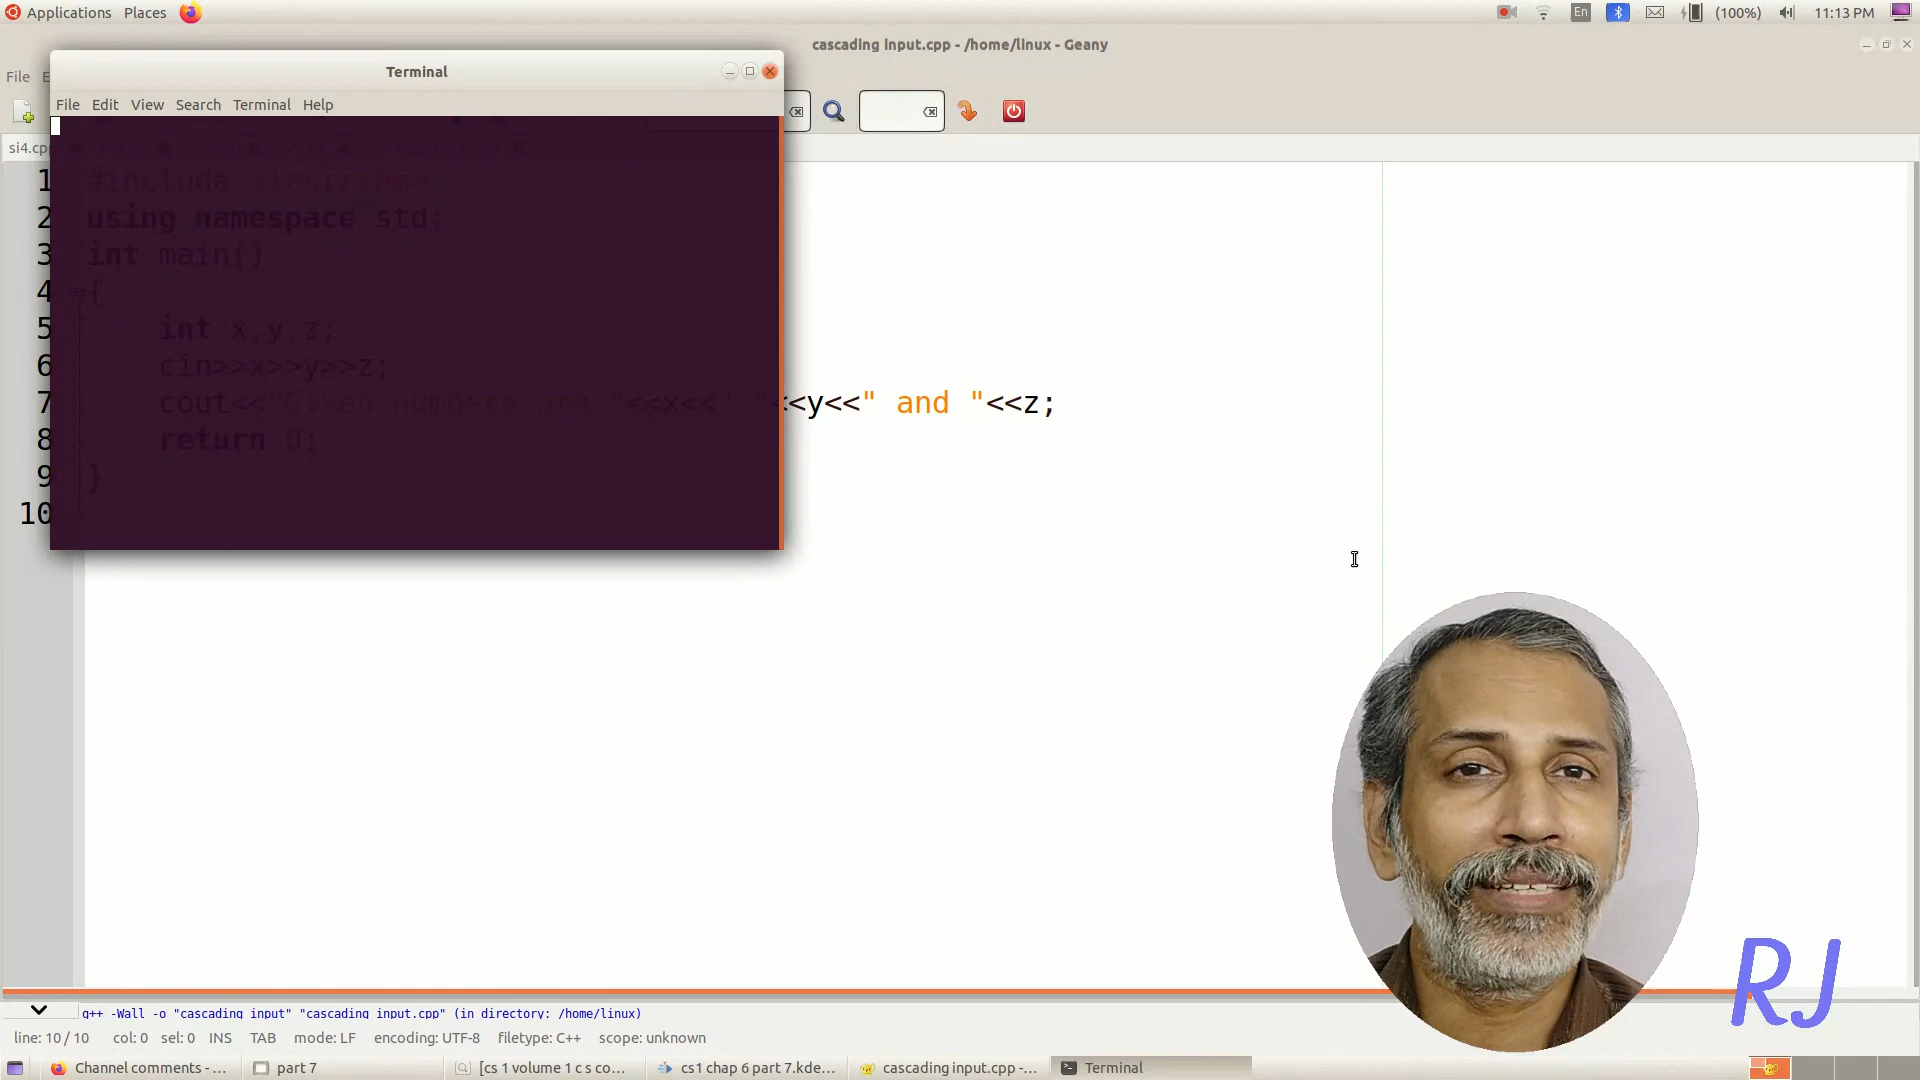 Applications Places En (100%) 11:13 PM
cascading input.cpp - /home/linux - Geany
File E
Terminal
File Edit View Search Terminal Help
si4.cpp
1 #include <iostream>
2 using namespace std;
3 int main()
4 {
5 int x,y,z;
6 cin>>x>>y>>z;
7 cout<<"Given numbers are "<<x<<" "<<y<<" and "<<z;
8 return 0;
9 }
10
RJ
g++ -Wall -o "cascading input" "cascading input.cpp" (in directory: /home/linux)
line: 10 / 10 col: 0 sel: 0 INS TAB mode: LF encoding: UTF-8 filetype: C++ scope: unknown
Channel comments - ... part 7 [cs 1 volume 1 c s co... cs1 chap 6 part 7.kde... cascading input.cpp -... Terminal